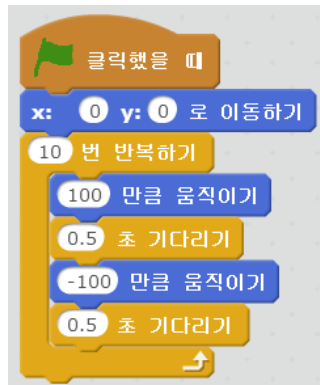 클릭했을 때
x: 0 y: 0 로 이동하기
10 번 반복하기
100 만큼 움직이기
0.5 초 기다리기
-100 만큼 움직이기
0.5 초 기다리기